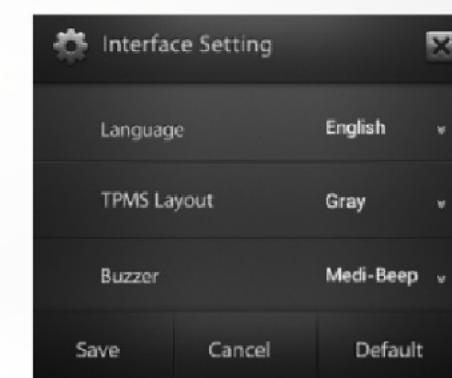 Interface Setting
Language English
TPMS Layout Gray
Buzzer Medi-Beep
Save Cancel Default